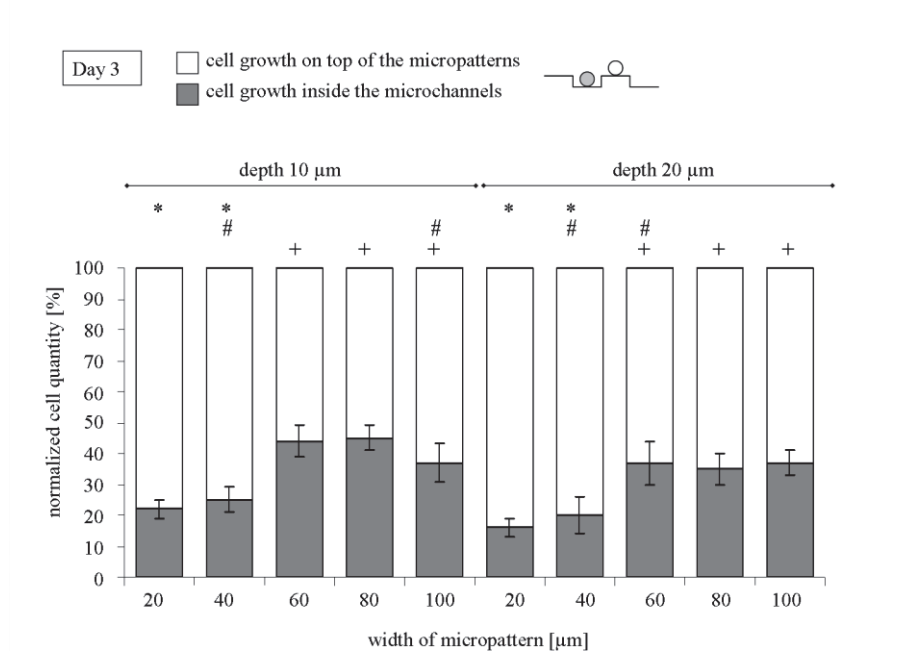 Day 3
cell growth on top of the micropatterns
cell growth inside the microchannels
depth 10 µm
depth 20 µm
* * * *
# # # #
+ + + + + +
normalized cell quantity [%]
100
90
80
70
60
50
40
30
20
10
0
20 40 60 80 100 20 40 60 80 100
width of micropattern [µm]